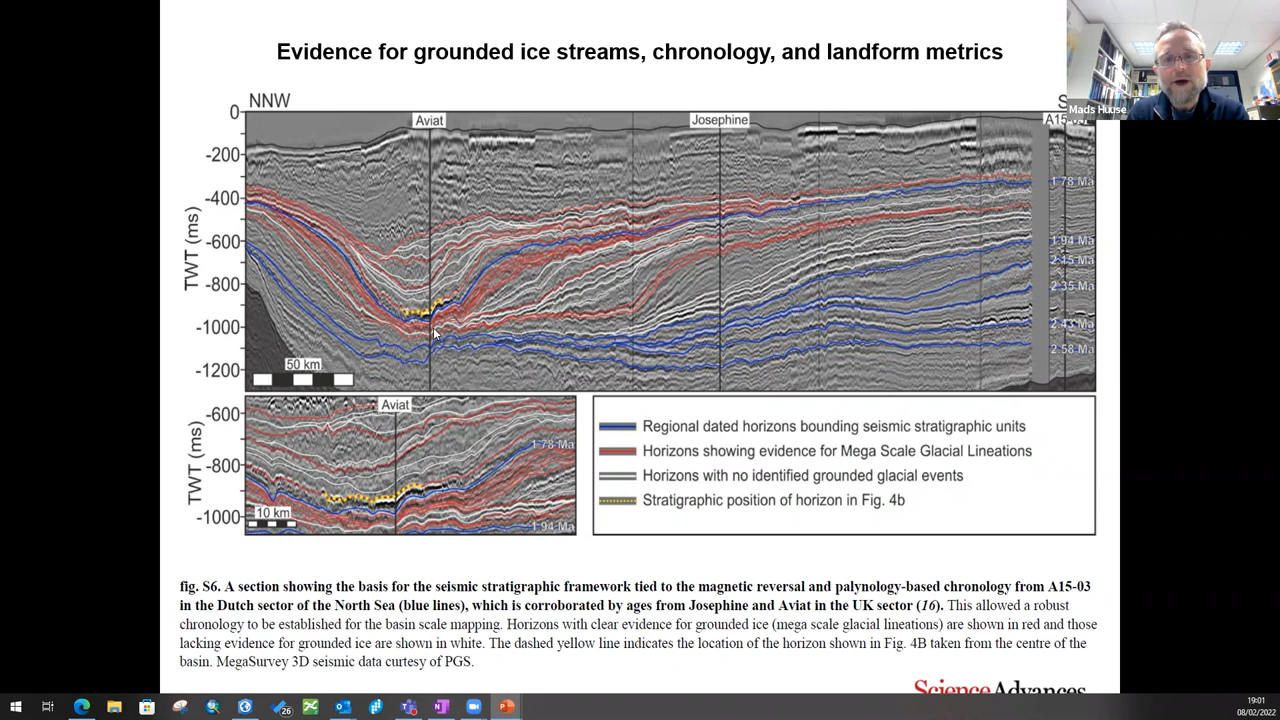 Evidence for grounded ice streams, chronology, and landform metrics
Mads Huuse
NNW
S
Aviat
Josephine
A15-03
0
-200
-400
-600
-800
-1000
-1200
TWT (ms)
1.78 Ma
1.94 Ma
2.15 Ma
2.35 Ma
2.43 Ma
2.58 Ma
50 km
-600
-800
-1000
TWT (ms)
Aviat
1.78 Ma
1.94 Ma
10 km
Regional dated horizons bounding seismic stratigraphic units
Horizons showing evidence for Mega Scale Glacial Lineations
Horizons with no identified grounded glacial events
Stratigraphic position of horizon in Fig. 4b
fig. S6. A section showing the basis for the seismic stratigraphic framework tied to the magnetic reversal and palynology-based chronology from A15-03
in the Dutch sector of the North Sea (blue lines), which is corroborated by ages from Josephine and Aviat in the UK sector (16). This allowed a robust
chronology to be established for the basin scale mapping. Horizons with clear evidence for grounded ice (mega scale glacial lineations) are shown in red and those
lacking evidence for grounded ice are shown in white. The dashed yellow line indicates the location of the horizon shown in Fig. 4B taken from the centre of the
basin. MegaSurvey 3D seismic data curtesy of PGS.
Science Advances
26
19:01
08/02/2022